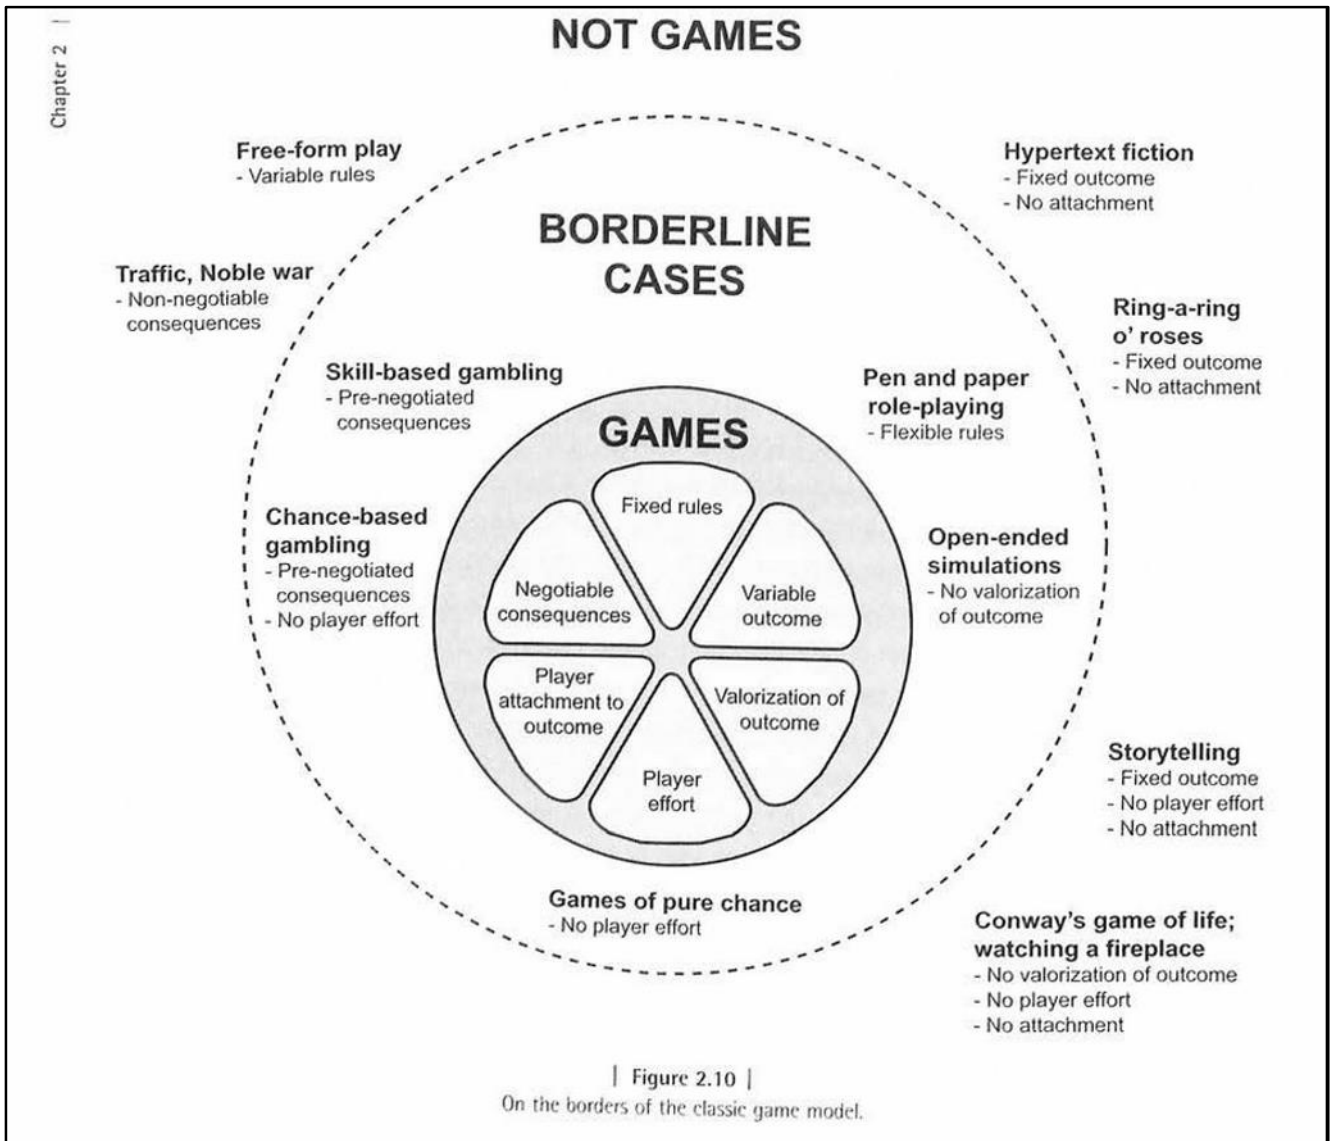 Chapter 2 |
NOT GAMES
Free-form play
- Variable rules
Hypertext fiction
- Fixed outcome
- No attachment
BORDERLINE
CASES
Traffic, Noble war
- Non-negotiable
consequences
Ring-a-ring
o' roses
- Fixed outcome
- No attachment
Skill-based gambling
- Pre-negotiated
consequences
Pen and paper
role-playing
- Flexible rules
GAMES
Fixed rules
Chance-based
gambling
- Pre-negotiated
consequences
- No player effort
Negotiable
consequences
Variable
outcome
Open-ended
simulations
- No valorization
of outcome
Player
attachment to
outcome
Valorization of
outcome
Player
effort
Storytelling
- Fixed outcome
- No player effort
- No attachment
Games of pure chance
- No player effort
Conway's game of life;
watching a fireplace
- No valorization of outcome
- No player effort
- No attachment
| Figure 2.10 |
On the borders of the classic game model.